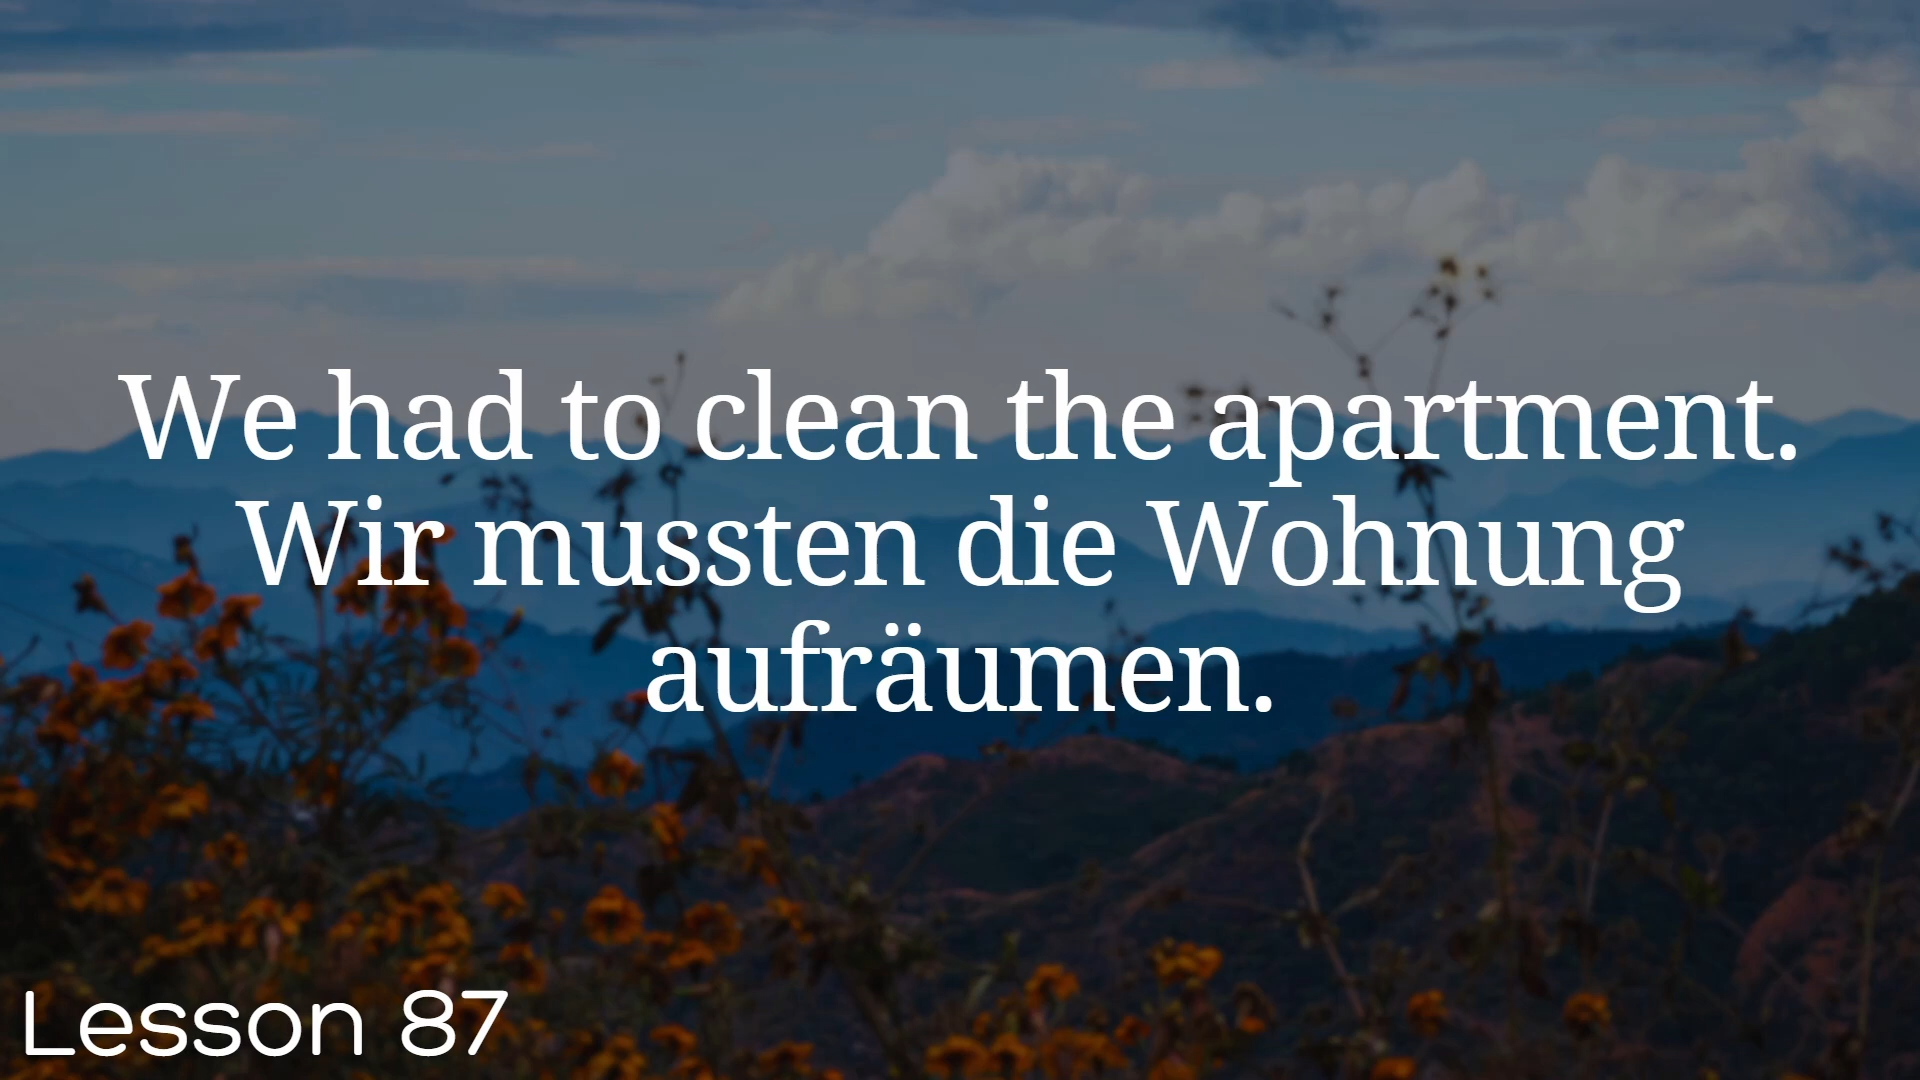 We had to clean the apartment.
Wir mussten die Wohnung
aufräumen.
Lesson 87